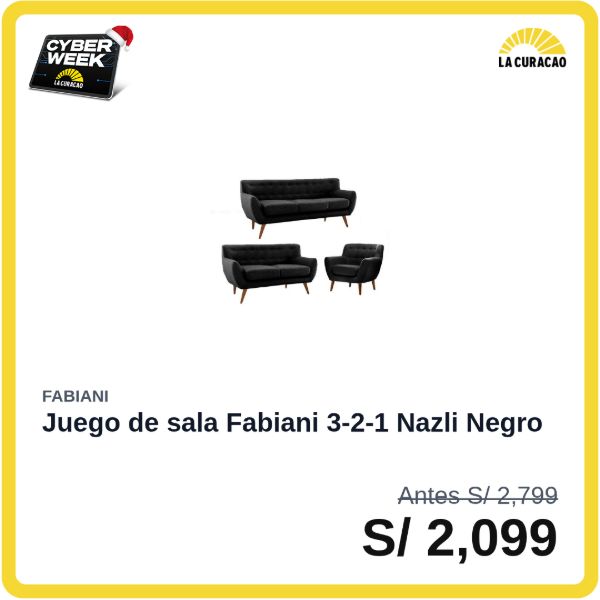 CYBER
WEEK
LA CURACAO
LA CURACAO
FABIANI
Juego de sala Fabiani 3-2-1 Nazli Negro
Antes S/ 2,799
S/ 2,099